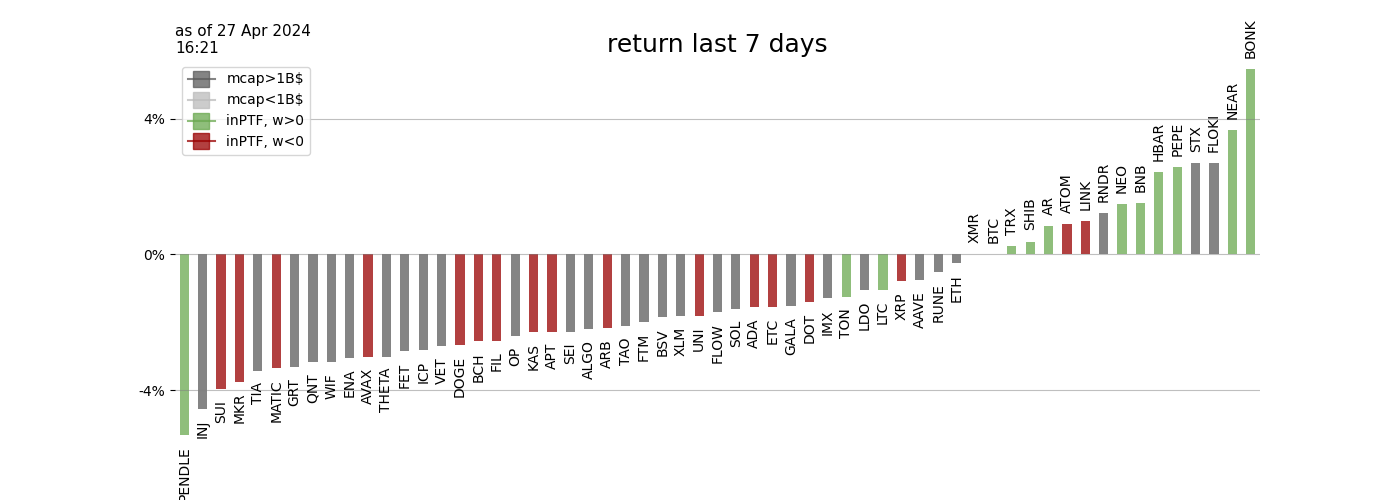 as of 27 Apr 2024
16:21
return last 7 days
mcap>1B$
mcap<1B$
inPTF, w>0
inPTF, w<0
4%
0%
-4%
PENDLE
INJ
SUI
MKR
TIA
MATIC
GRT
QNT
WIF
ENA
AVAX
THETA
FET
ICP
VET
DOGE
BCH
FIL
OP
KAS
APT
SEI
ALGO
ARB
TAO
FTM
BSV
XLM
UNI
FLOW
SOL
ADA
ETC
GALA
DOT
IMX
TON
LDO
LTC
XRP
AAVE
RUNE
ETH
XMR
BTC
TRX
SHIB
AR
ATOM
LINK
RNDR
NEO
BNB
HBAR
PEPE
STX
FLOKI
NEAR
BONK